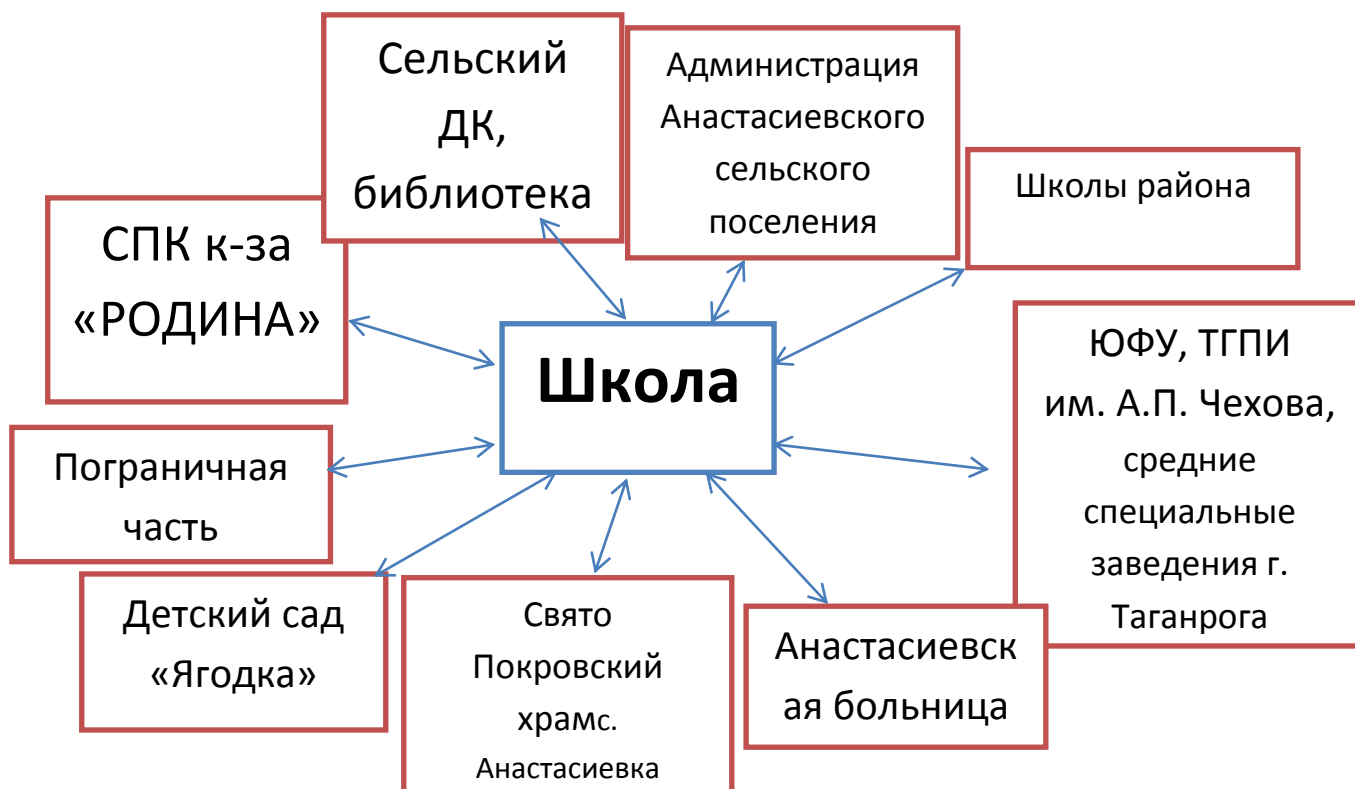 Сельский
ДК,
библиотека
Администрация
Анастасиевского
сельского
поселения
Школы района
СПК к-за
«РОДИНА»
Школа
ЮФУ, ТГПИ
им. А.П. Чехова,
средние
специальные
заведения г.
Таганрога
Пограничная
часть
Детский сад
«Ягодка»
Свято
Покровский
храмс.
Анастасиевка
Анастасиевск
ая больница